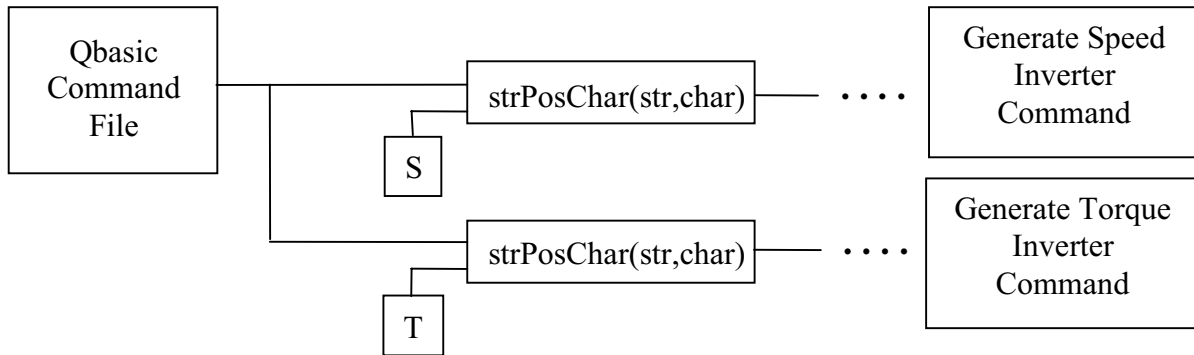 Qbasic
Command
File
strPosChar(str,char)
S
. . . .
Generate Speed
Inverter
Command
strPosChar(str,char)
T
. . . .
Generate Torque
Inverter
Command